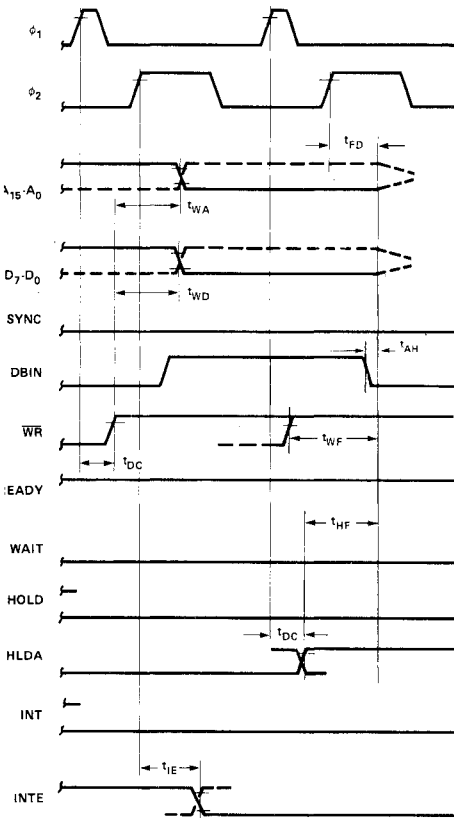 φ1
φ2
tFD
A15-A0
tWA
D7-D0
tWD
SYNC
tAH
DBIN
WR
tWF
tDC
EADY
tHF
WAIT
HOLD
tDC
HLDA
INT
tIE
INTE